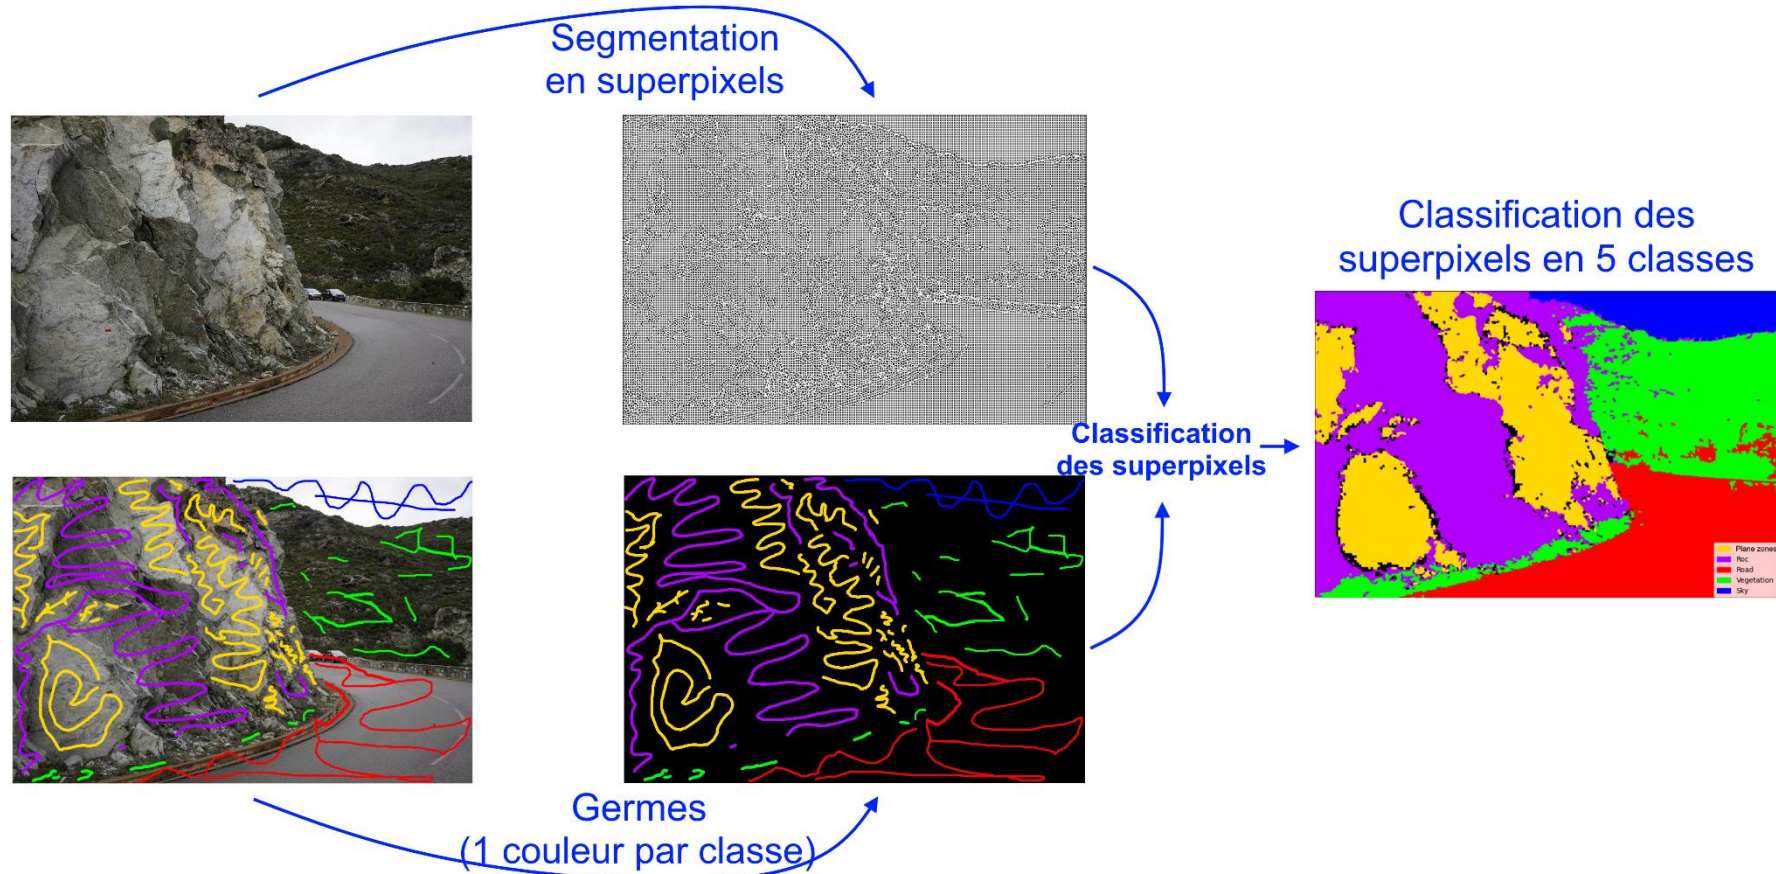 Segmentation
en superpixels
Classification des
superpixels en 5 classes
Classification
des superpixels
Plane zones
Roc
Road
Vegetation
Sky
Germes
(1 couleur par classe)